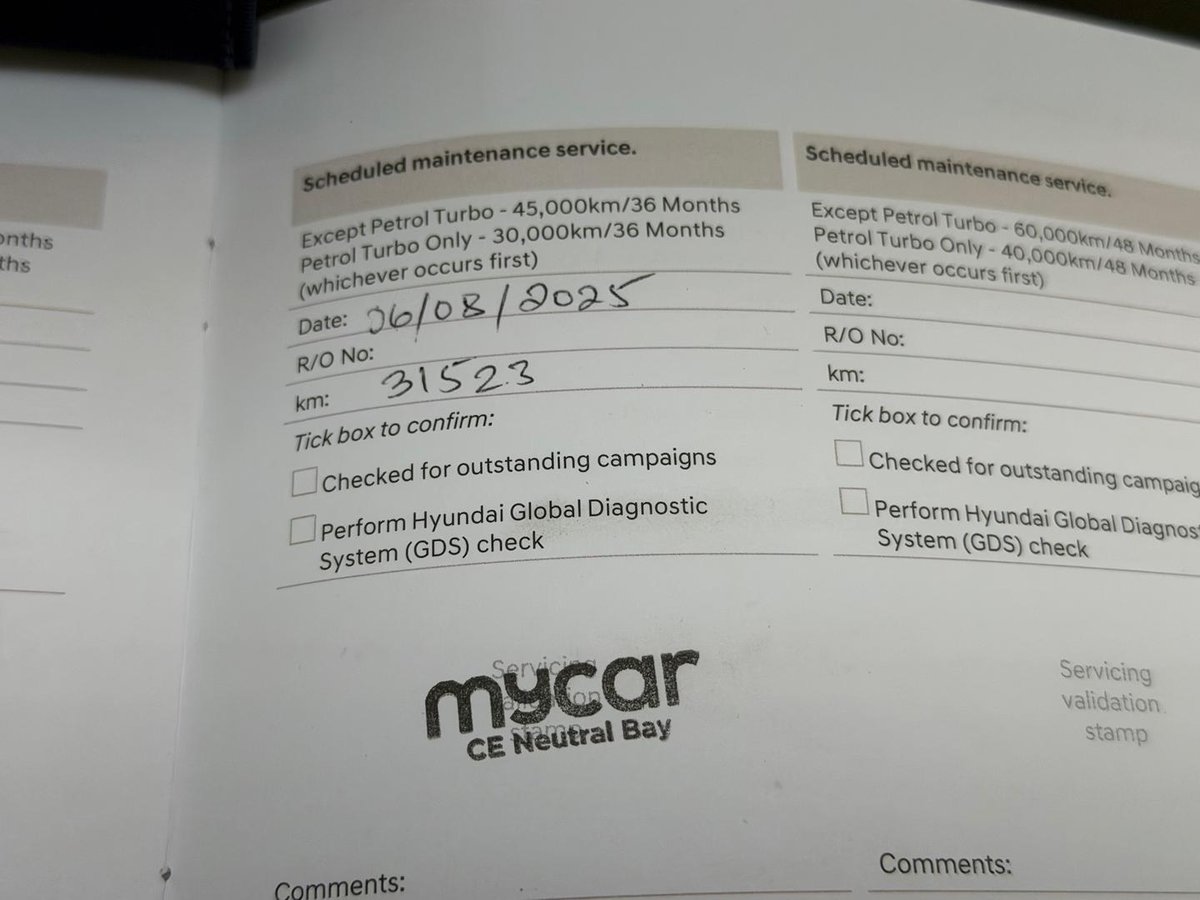 onths
ths
Scheduled maintenance service.
Except Petrol Turbo - 45,000km/36 Months
Petrol Turbo Only - 30,000km/36 Months
(whichever occurs first)
Date: 06/08/2025
R/O No:
km: 31523
Tick box to confirm:
Checked for outstanding campaigns
Perform Hyundai Global Diagnostic
System (GDS) check
Servicing
mycar
CE Neutral Bay
stamp
Comments:
Scheduled maintenance service.
Except Petrol Turbo - 60,000km/48 Months
Petrol Turbo Only - 40,000km/48 Months
(whichever occurs first)
Date:
R/O No:
km:
Tick box to confirm:
Checked for outstanding campaig
Perform Hyundai Global Diagnos
System (GDS) check
Servicing
validation
stamp
Comments: